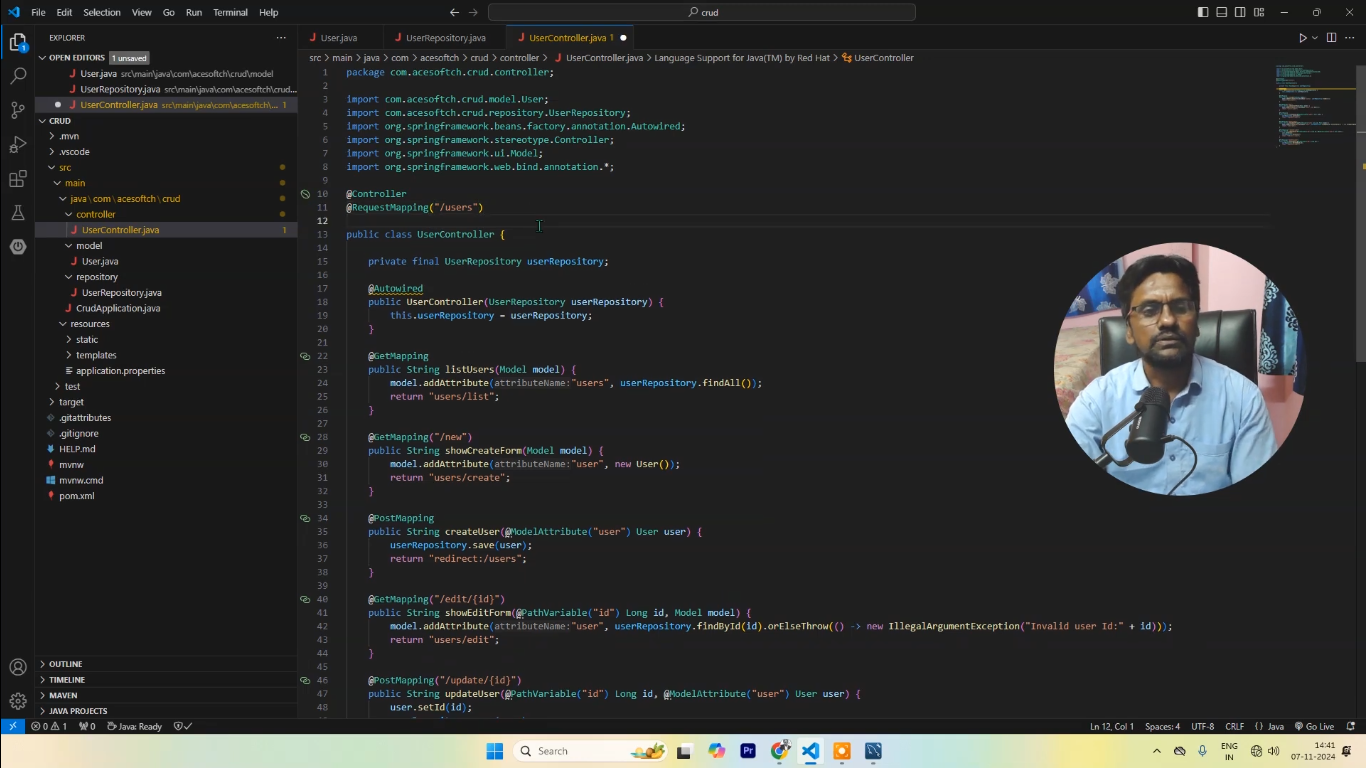 File Edit Selection View Go Run Terminal Help
crud
EXPLORER
OPEN EDITORS 1 unsaved
User.java src\main\java\com\acesoftch\crud\model
UserRepository.java src\main\java\com\acesoftch\crud...
UserController.java src\main\java\com\acesoftch\... 1
CRUD
.mvn
.vscode
src
main
java\com\acesoftch\crud
controller
UserController.java 1
model
User.java
repository
UserRepository.java
CrudApplication.java
resources
static
templates
application.properties
test
target
.gitattributes
.gitignore
HELP.md
mvnw
mvnw.cmd
pom.xml
OUTLINE
TIMELINE
MAVEN
JAVA PROJECTS
User.java UserRepository.java UserController.java 1
src > main > java > com > acesoftch > crud > controller > UserController.java > Language Support for Java(TM) by Red Hat > UserController
1 package com.acesoftch.crud.controller;
2
3 import com.acesoftch.crud.model.User;
4 import com.acesoftch.crud.repository.UserRepository;
5 import org.springframework.beans.factory.annotation.Autowired;
6 import org.springframework.stereotype.Controller;
7 import org.springframework.ui.Model;
8 import org.springframework.web.bind.annotation.*;
9
10 @Controller
11 @RequestMapping("/users")
12
13 public class UserController {
14
15 private final UserRepository userRepository;
16
17 @Autowired
18 public UserController(UserRepository userRepository) {
19 this.userRepository = userRepository;
20 }
21
22 @GetMapping
23 public String listUsers(Model model) {
24 model.addAttribute(attributeName:"users", userRepository.findAll());
25 return "users/list";
26 }
27
28 @GetMapping("/new")
29 public String showCreateForm(Model model) {
30 model.addAttribute(attributeName:"user", new User());
31 return "users/create";
32 }
33
34 @PostMapping
35 public String createUser(@ModelAttribute("user") User user) {
36 userRepository.save(user);
37 return "redirect:/users";
38 }
39
40 @GetMapping("/edit/{id}")
41 public String showEditForm(@PathVariable("id") Long id, Model model) {
42 model.addAttribute(attributeName:"user", userRepository.findById(id).orElseThrow(() -> new IllegalArgumentException("Invalid user Id:" + id)));
43 return "users/edit";
44 }
45
46 @PostMapping("/update/{id}")
47 public String updateUser(@PathVariable("id") Long id, @ModelAttribute("user") User user) {
48 user.setId(id);
0 1 0 Java: Ready
Ln 12, Col 1 Spaces: 4 UTF-8 CRLF {} Java Go Live
Search
Pr
ENG IN
14:41
07-11-2024